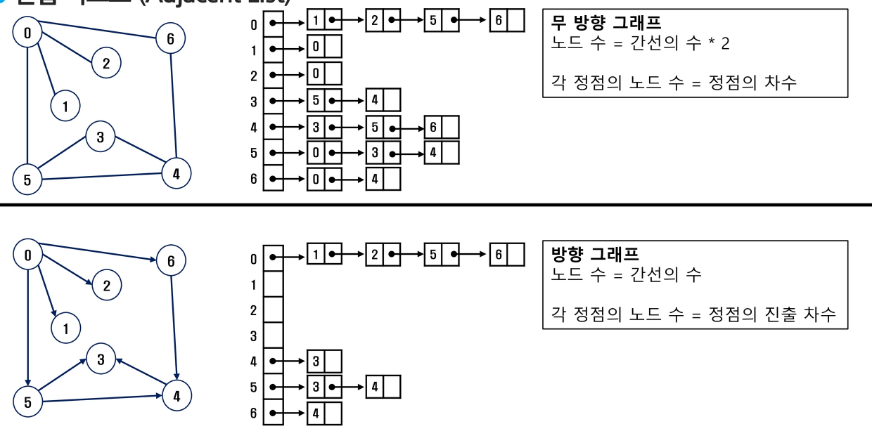 (Adjacent List)
0
6
2
1
3
5
4
0 1 2 5 6
1 0
2 0
3 5 4
4 3 5 6
5 0 3 4
6 0 4
무 방향 그래프
노드 수 = 간선의 수 * 2
각 정점의 노드 수 = 정점의 차수
0
6
2
1
3
5
4
0 1 2 5 6
1
2
3
4 3
5 3 4
6 4
방향 그래프
노드 수 = 간선의 수
각 정점의 노드 수 = 정점의 진출 차수